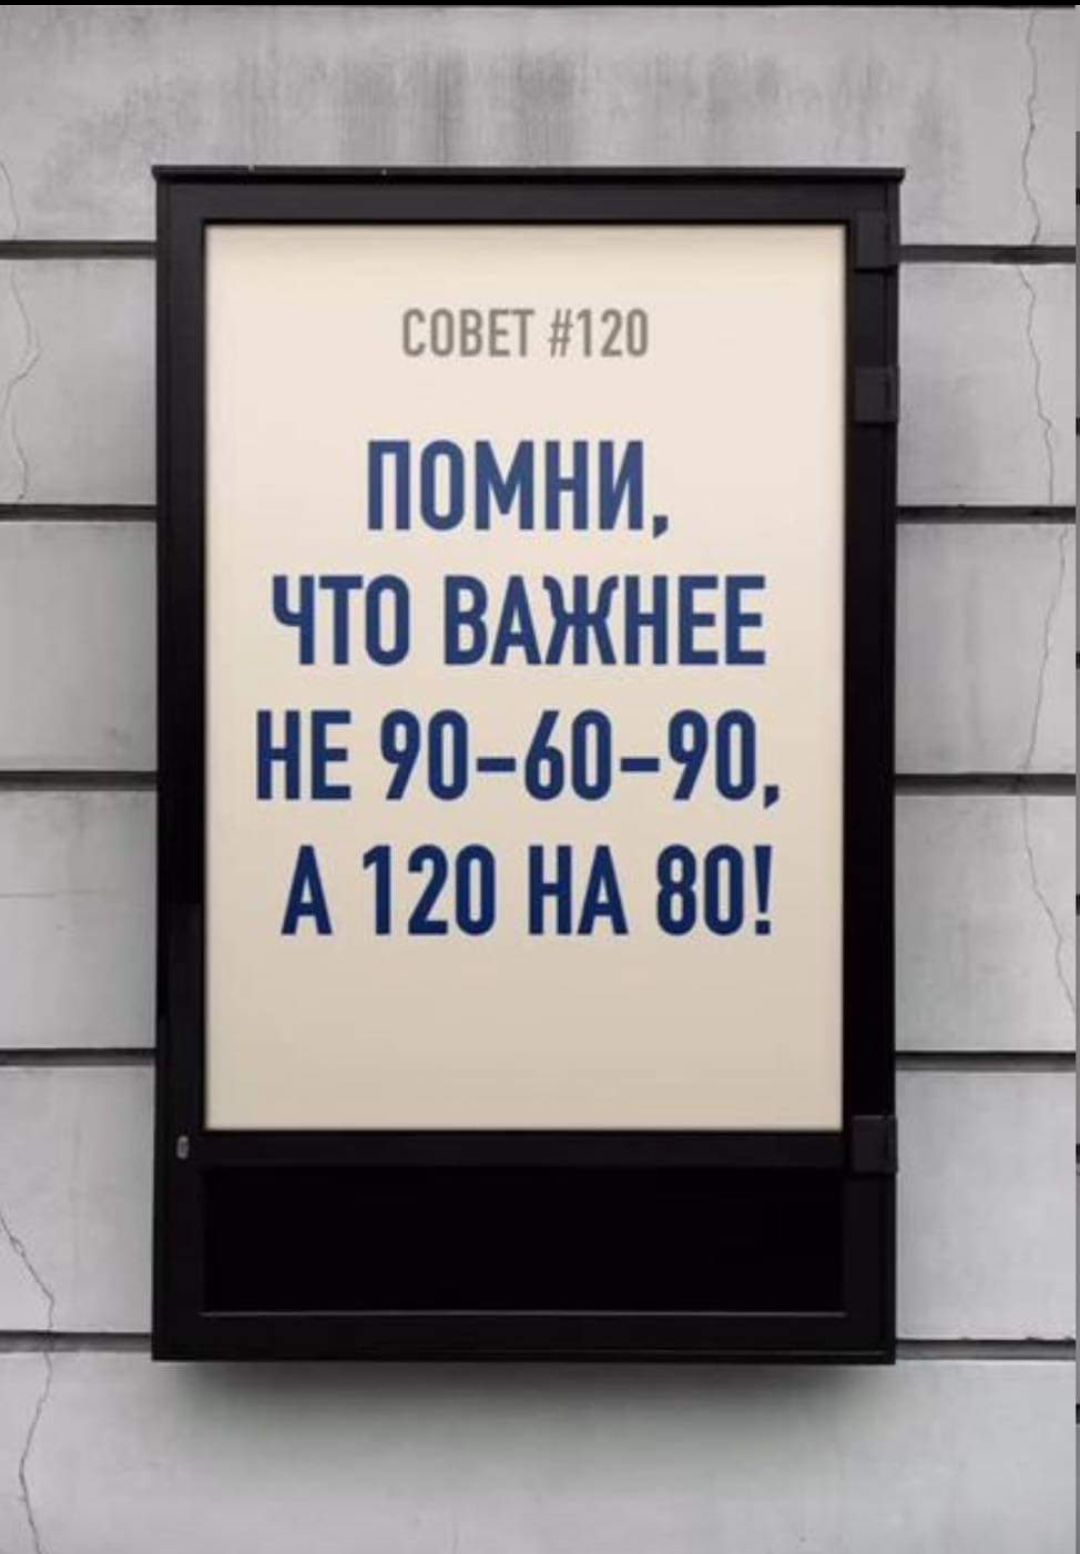 СОВЕТ #120
ПОМНИ,
ЧТО ВАЖНЕЕ
НЕ 90-60-90,
А 120 НА 80!